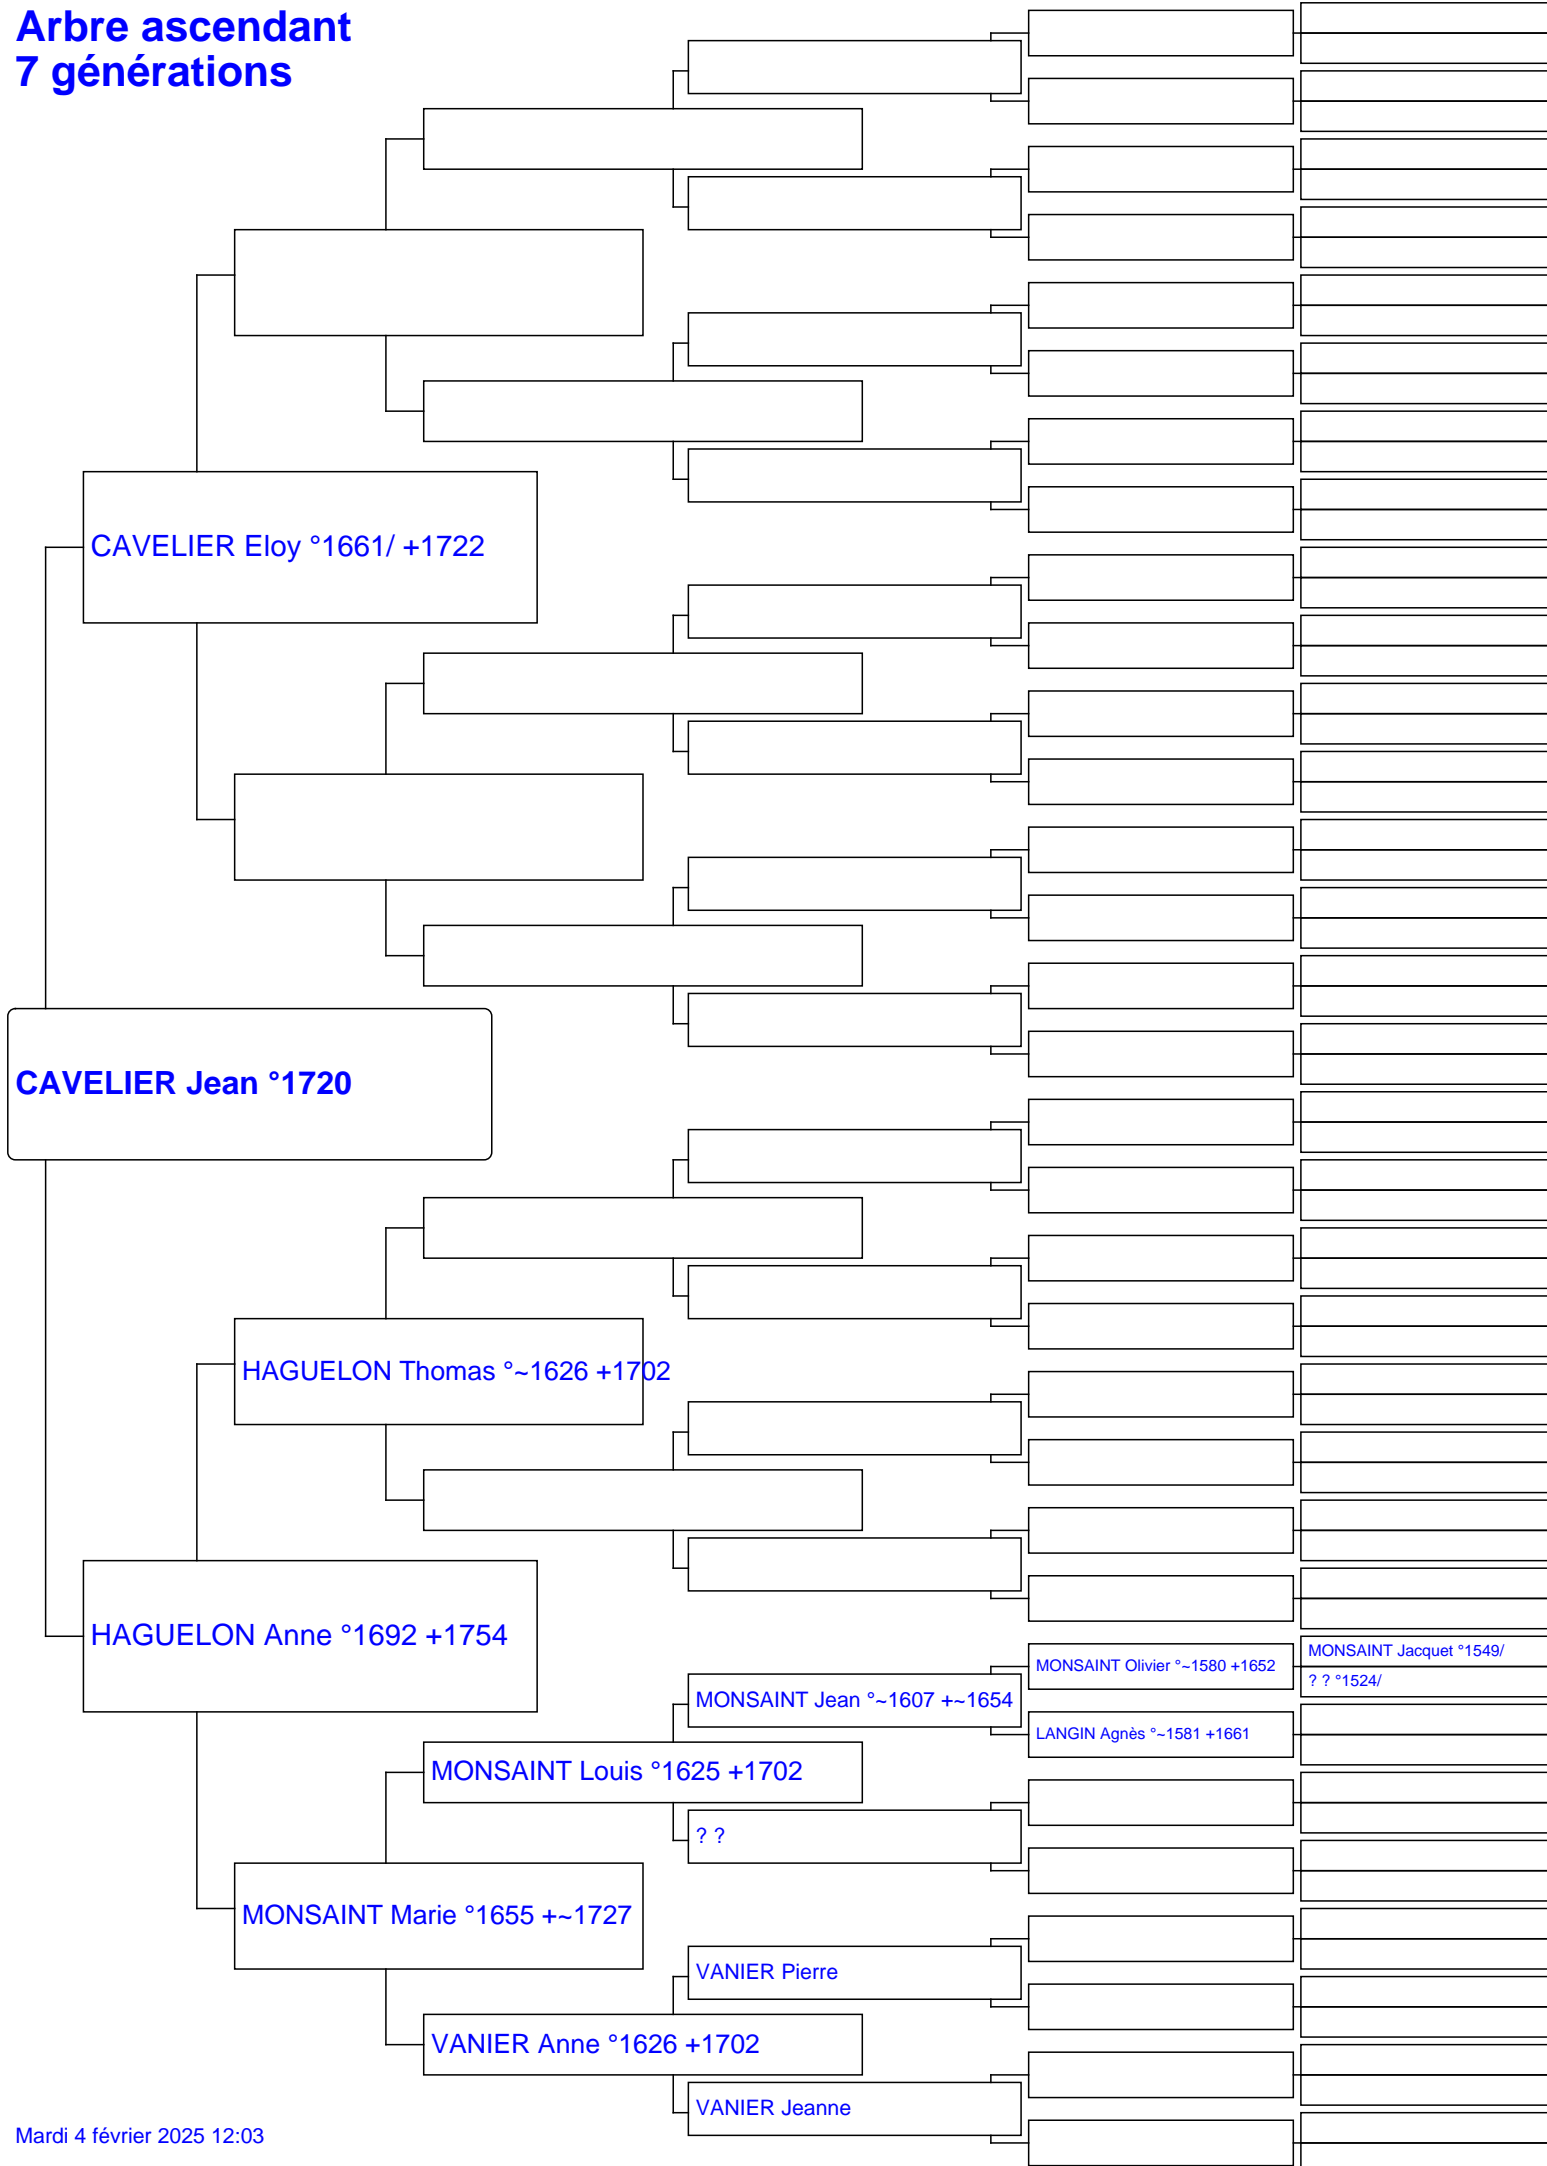 Arbre ascendant
7 générations
CAVELIER Eloy °1661/ +1722
CAVELIER Jean °1720
HAGUELON Thomas °~1626 +1702
HAGUELON Anne °1692 +1754
MONSAINT Jacquet °1549/
MONSAINT Olivier °~1580 +1652
? ? °1524/
MONSAINT Jean °~1607 +~1654
LANGIN Agnès °~1581 +1661
MONSAINT Louis °1625 +1702
? ?
MONSAINT Marie °1655 +~1727
VANIER Pierre
VANIER Anne °1626 +1702
VANIER Jeanne
Mardi 4 février 2025 12:03